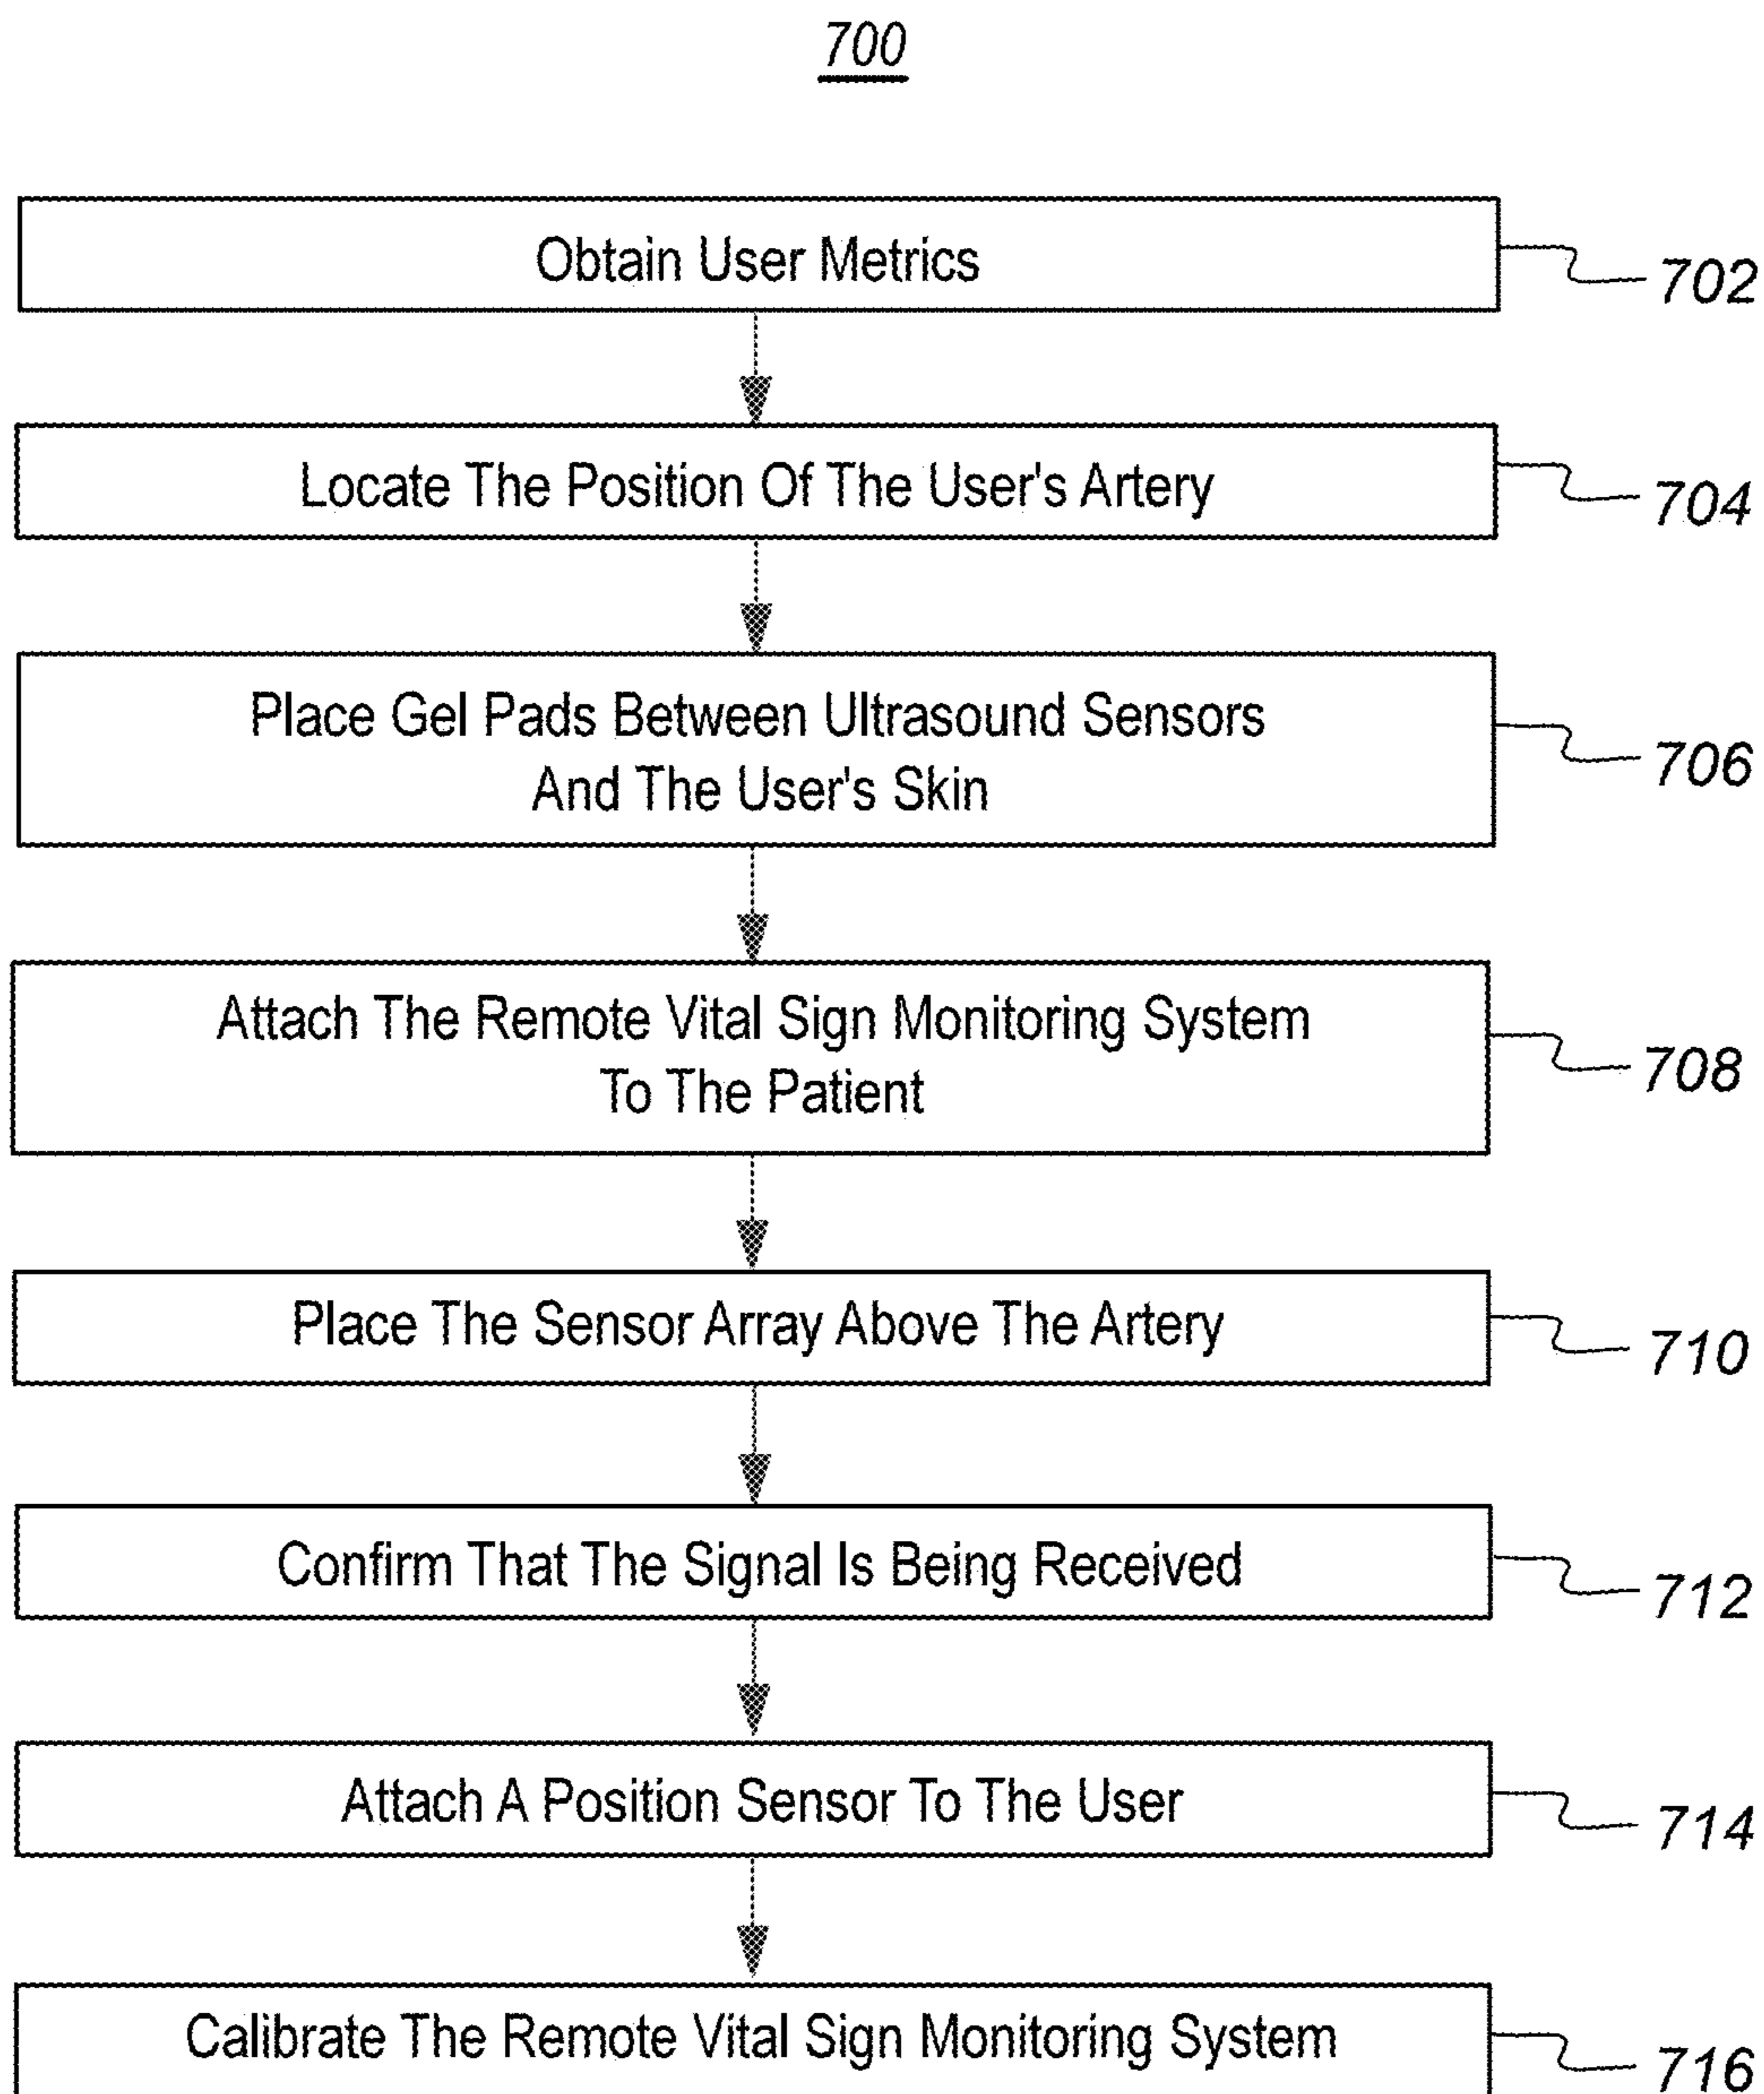 700
Obtain User Metrics
702
Locate The Position Of The User's Artery
704
Place Gel Pads Between Ultrasound Sensors
And The User's Skin
706
Attach The Remote Vital Sign Monitoring System
To The Patient
708
Place The Sensor Array Above The Artery
710
Confirm That The Signal Is Being Received
712
Attach A Position Sensor To The User
714
Calibrate The Remote Vital Sign Monitoring System
716